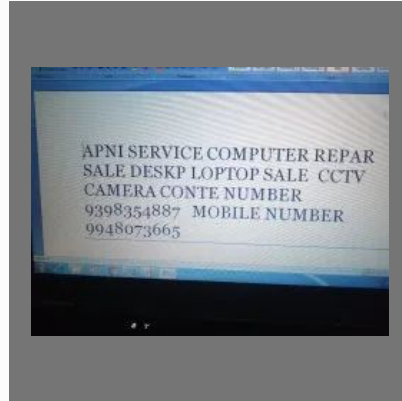 APNI SERVICE COMPUTER REPAR
SALE DESKP LOPTOP SALE CCTV
CAMERA CONTE NUMBER
9398354887 MOBILE NUMBER
9948073665